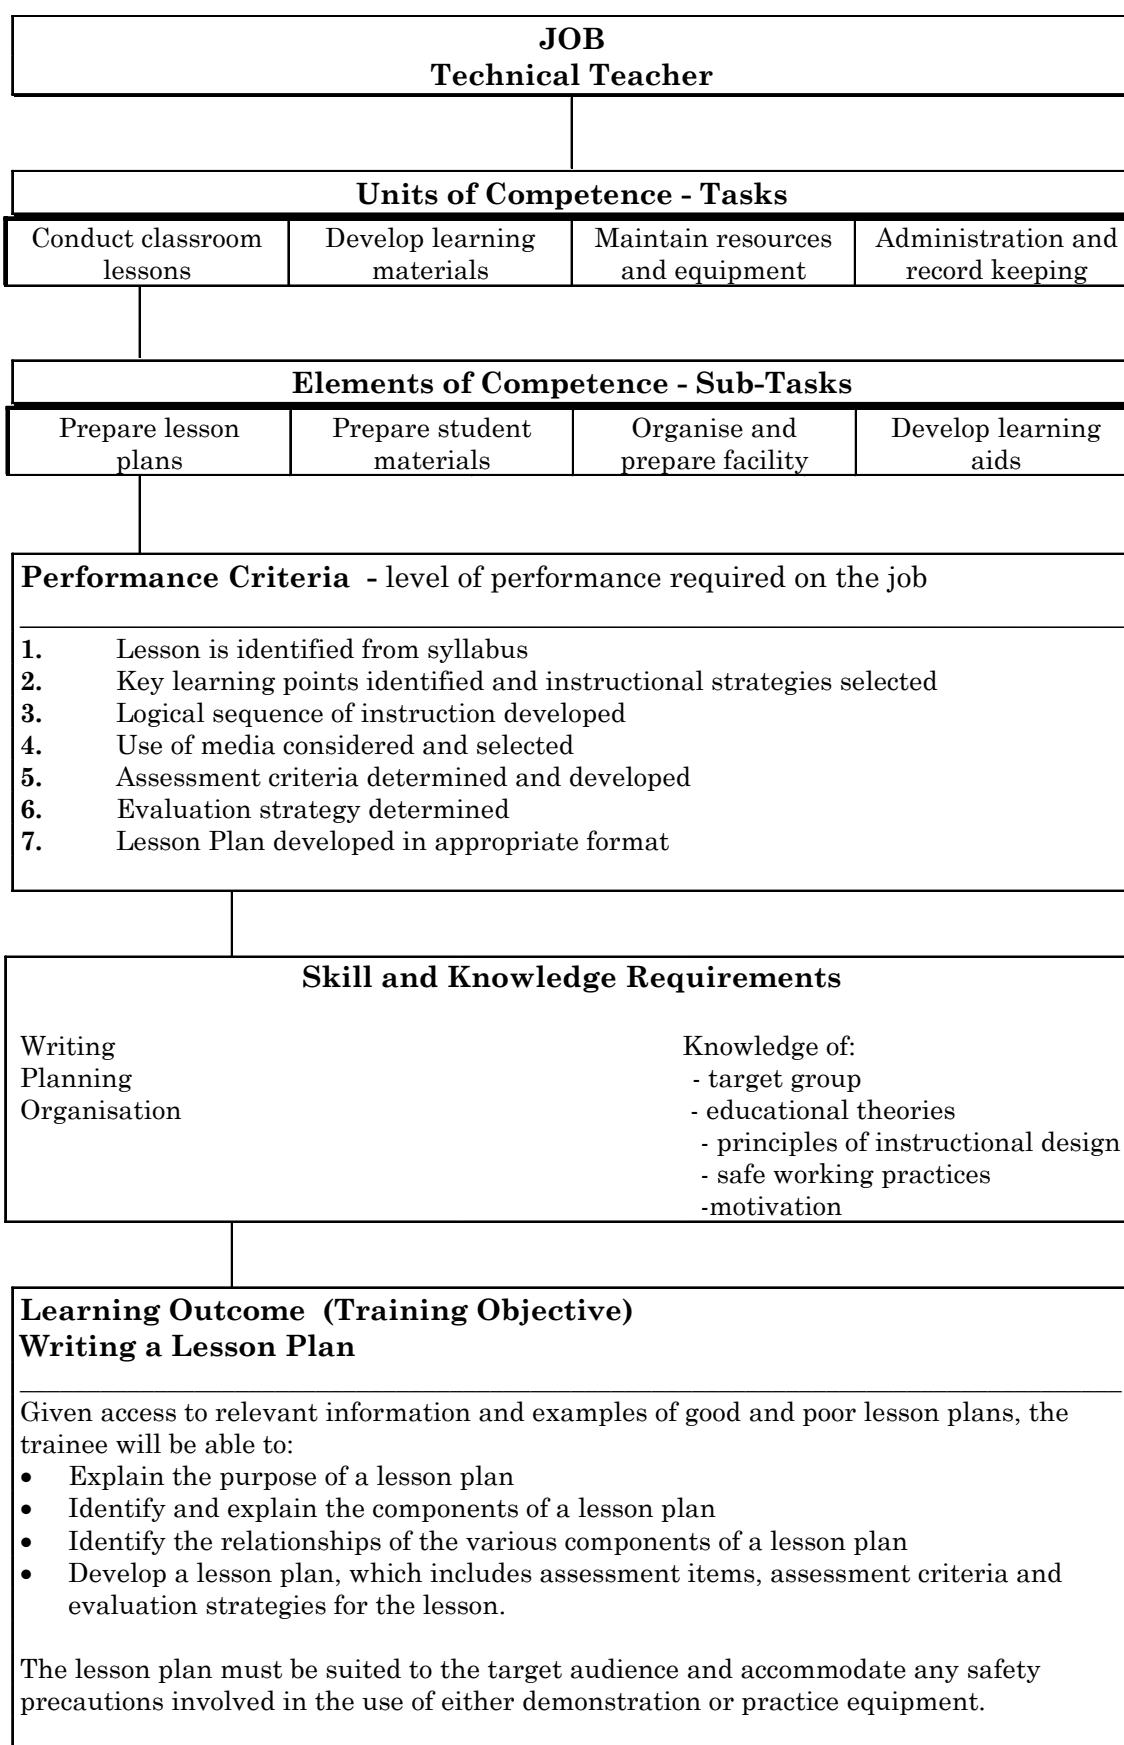 JOB
Technical Teacher
Units of Competence - Tasks
Conduct classroom lessons
Develop learning materials
Maintain resources and equipment
Administration and record keeping
Elements of Competence - Sub-Tasks
Prepare lesson plans
Prepare student materials
Organise and prepare facility
Develop learning aids
Performance Criteria - level of performance required on the job
1. Lesson is identified from syllabus
2. Key learning points identified and instructional strategies selected
3. Logical sequence of instruction developed
4. Use of media considered and selected
5. Assessment criteria determined and developed
6. Evaluation strategy determined
7. Lesson Plan developed in appropriate format
Skill and Knowledge Requirements
Writing
Planning
Organisation
Knowledge of:
- target group
- educational theories
- principles of instructional design
- safe working practices
-motivation
Learning Outcome (Training Objective)
Writing a Lesson Plan
Given access to relevant information and examples of good and poor lesson plans, the
trainee will be able to:
• Explain the purpose of a lesson plan
• Identify and explain the components of a lesson plan
• Identify the relationships of the various components of a lesson plan
• Develop a lesson plan, which includes assessment items, assessment criteria and
evaluation strategies for the lesson.
The lesson plan must be suited to the target audience and accommodate any safety
precautions involved in the use of either demonstration or practice equipment.